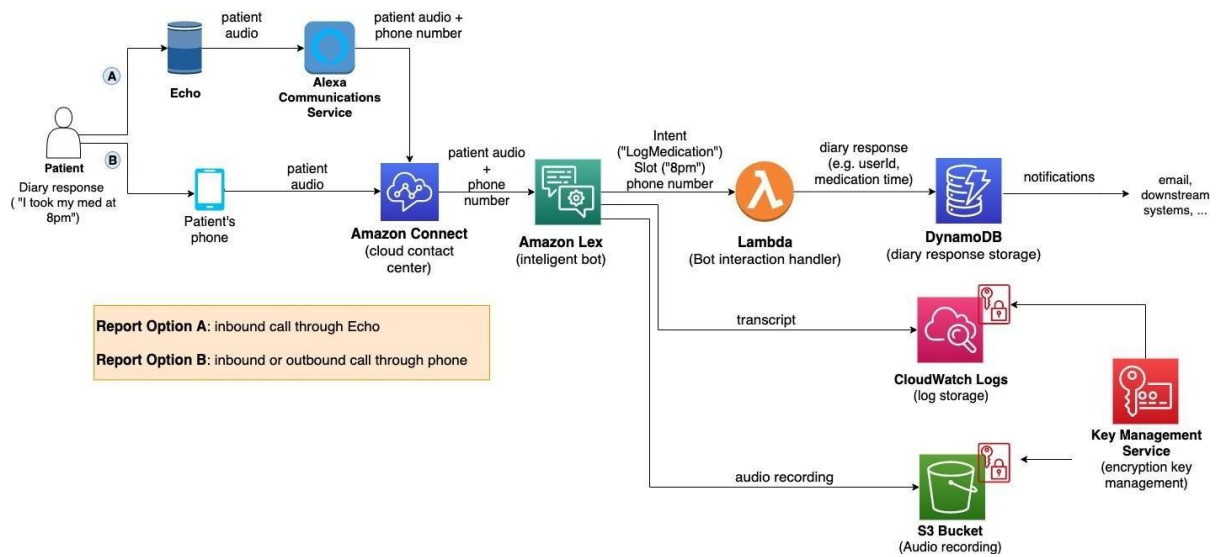 patient
audio
patient audio +
phone number
A
Echo
Alexa
Communications
Service
B
Patient
Diary response
( "I took my med at
8pm")
Patient's
phone
patient
audio
Amazon Connect
(cloud contact
center)
patient audio
+
phone
number
Amazon Lex
(inteligent bot)
Intent
("LogMedication")
Slot ("8pm")
phone number
Lambda
(Bot interaction handler)
diary response
(e.g. userId,
medication time)
DynamoDB
(diary response storage)
notifications
email,
downstream
systems, ...
Report Option A: inbound call through Echo
Report Option B: inbound or outbound call through phone
transcript
CloudWatch Logs
(log storage)
Key Management
Service
(encryption key
management)
audio recording
S3 Bucket
(Audio recording)